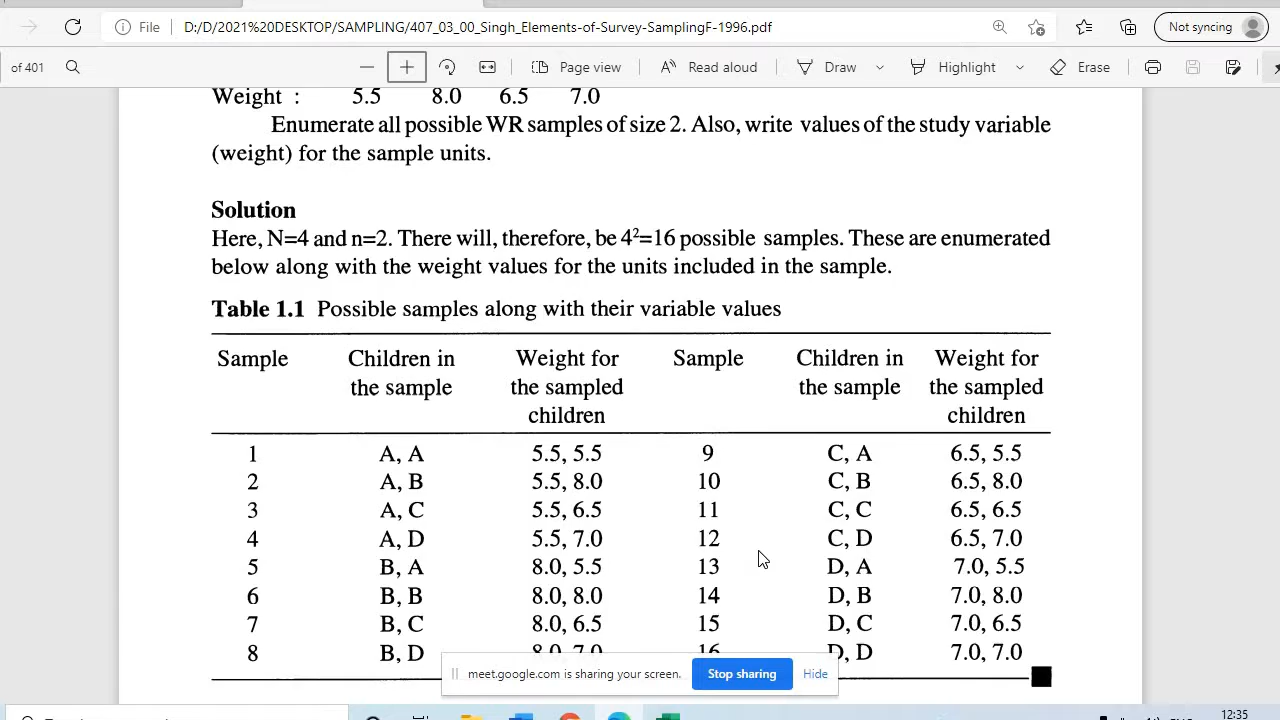 File D:/D/2021%20DESKTOP/SAMPLING/407_03_00_Singh_Elements-of-Survey-SamplingF-1996.pdf Not syncing
of 401 Page view Read aloud Draw Highlight Erase
Weight : 5.5 8.0 6.5 7.0
Enumerate all possible WR samples of size 2. Also, write values of the study variable
(weight) for the sample units.
Solution
Here, N=4 and n=2. There will, therefore, be 4²=16 possible samples. These are enumerated
below along with the weight values for the units included in the sample.
Table 1.1 Possible samples along with their variable values
Sample Children in Weight for Sample Children in Weight for
the sample the sampled the sample the sampled
children children
1 A, A 5.5, 5.5 9 C, A 6.5, 5.5
2 A, B 5.5, 8.0 10 C, B 6.5, 8.0
3 A, C 5.5, 6.5 11 C, C 6.5, 6.5
4 A, D 5.5, 7.0 12 C, D 6.5, 7.0
5 B, A 8.0, 5.5 13 D, A 7.0, 5.5
6 B, B 8.0, 8.0 14 D, B 7.0, 8.0
7 B, C 8.0, 6.5 15 D, C 7.0, 6.5
8 B, D 8.0, 7.0 16 D, D 7.0, 7.0
meet.google.com is sharing your screen. Stop sharing Hide
12:35